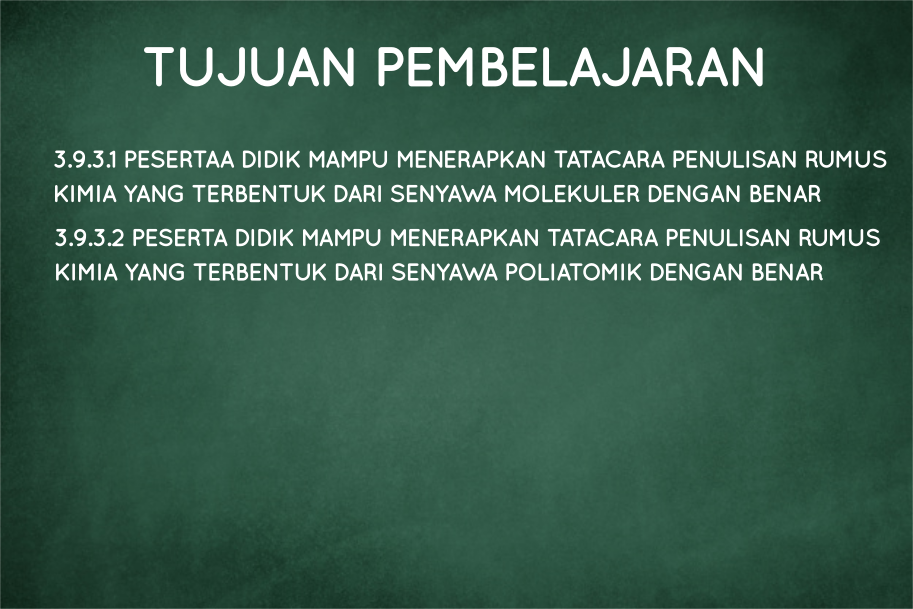 TUJUAN PEMBELAJARAN
3.9.3.1 PESERTAA DIDIK MAMPU MENERAPKAN TATACARA PENULISAN RUMUS
KIMIA YANG TERBENTUK DARI SENYAWA MOLEKULER DENGAN BENAR
3.9.3.2 PESERTA DIDIK MAMPU MENERAPKAN TATACARA PENULISAN RUMUS
KIMIA YANG TERBENTUK DARI SENYAWA POLIATOMIK DENGAN BENAR